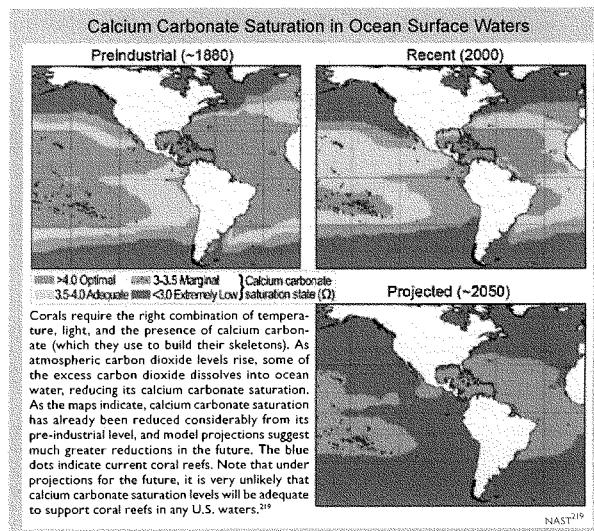 Calcium Carbonate Saturation in Ocean Surface Waters
Preindustrial (~1880)
Recent (2000)
>4.0 Optimal
3-3.5 Marginal
3.5-4.0 Adequate
<3.0 Extremely Low
Calcium carbonate
saturation state (Ω)
Projected (~2050)
Corals require the right combination of tempera-
ture, light, and the presence of calcium carbon-
ate (which they use to build their skeletons). As
atmospheric carbon dioxide levels rise, some of
the excess carbon dioxide dissolves into ocean
water, reducing its calcium carbonate saturation.
As the maps indicate, calcium carbonate saturation
has already been reduced considerably from its
pre-industrial level, and model projections suggest
much greater reductions in the future. The blue
dots indicate current coral reefs. Note that under
projections for the future, it is very unlikely that
calcium carbonate saturation levels will be adequate
to support coral reefs in any U.S. waters.219
NAST219